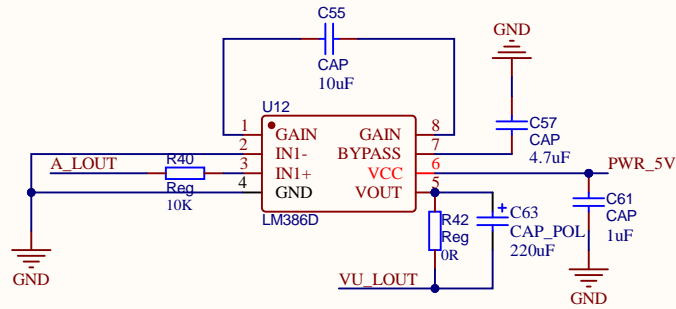 C55
CAP
10uF
GND
U12
1
GAIN
GAIN
8
C57
CAP
4.7uF
2
IN1-
BYPASS
7
A_LOUT
R40
3
IN1+
VCC
6
PWR_5V
Reg
10K
4
GND
VOUT
5
LM386D
C61
CAP
1uF
R42
Reg
0R
+
C63
CAP_POL
220uF
GND
VU_LOUT
GND